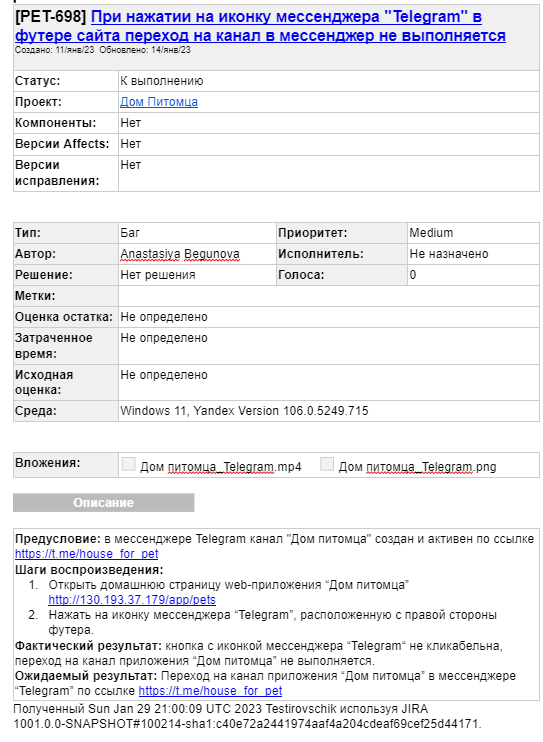 [PET-698] При нажатии на иконку мессенджера "Telegram" в
футере сайта переход на канал в мессенджер не выполняется
Создано: 11/янв/23 Обновлено: 14/янв/23
Статус: К выполнению
Проект: Дом Питомца
Компоненты: Нет
Версии Affects: Нет
Версии Нет
исправления:
Тип: Баг Приоритет: Medium
Автор: Anastasiya Begunova Исполнитель: Не назначено
Решение: Нет решения Голоса: 0
Метки:
Оценка остатка: Не определено
Затраченное Не определено
время:
Исходная Не определено
оценка:
Среда: Windows 11, Yandex Version 106.0.5249.715
Вложения: Дом питомца_Telegram.mp4 Дом питомца_Telegram.png
Описание
Предусловие: в мессенджере Telegram канал "Дом питомца" создан и активен по ссылке
https://t.me/house_for_pet
Шаги воспроизведения:
1. Открыть домашнюю страницу web-приложения “Дом питомца”
http://130.193.37.179/app/pets
2. Нажать на иконку мессенджера “Telegram”, расположенную с правой стороны
футера.
Фактический результат: кнопка с иконкой мессенджера “Telegram“ не кликабельна,
переход на канал приложения “Дом питомца” не выполняется.
Ожидаемый результат: Переход на канал приложения “Дом питомца” в мессенджере
“Telegram” по ссылке https://t.me/house_for_pet
Полученный Sun Jan 29 21:00:09 UTC 2023 Testirovschik используя JIRA
1001.0.0-SNAPSHOT#100214-sha1:c40e72a2441974aaf4a204cdeaf69cef25d44171.